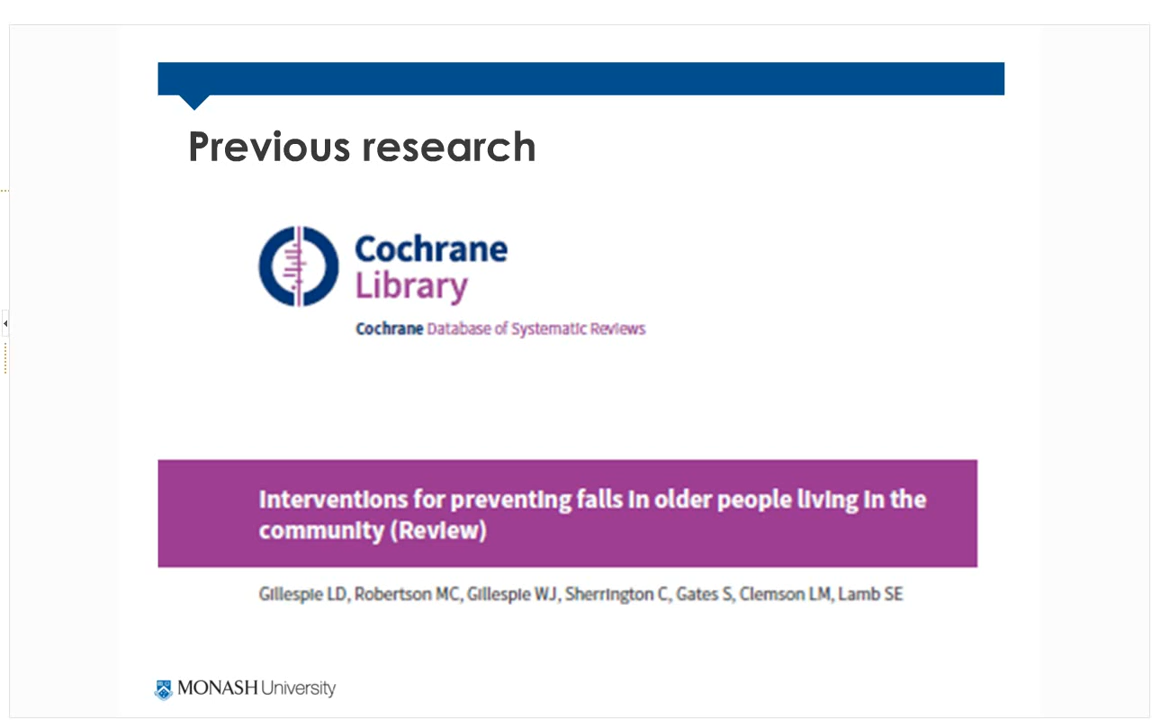 Previous research
Cochrane
Library
Cochrane Database of Systematic Reviews
Interventions for preventing falls in older people living in the
community (Review)
Gillespie LD, Robertson MC, Gillespie WJ, Sherrington C, Gates S, Clemson LM, Lamb SE
MONASH University